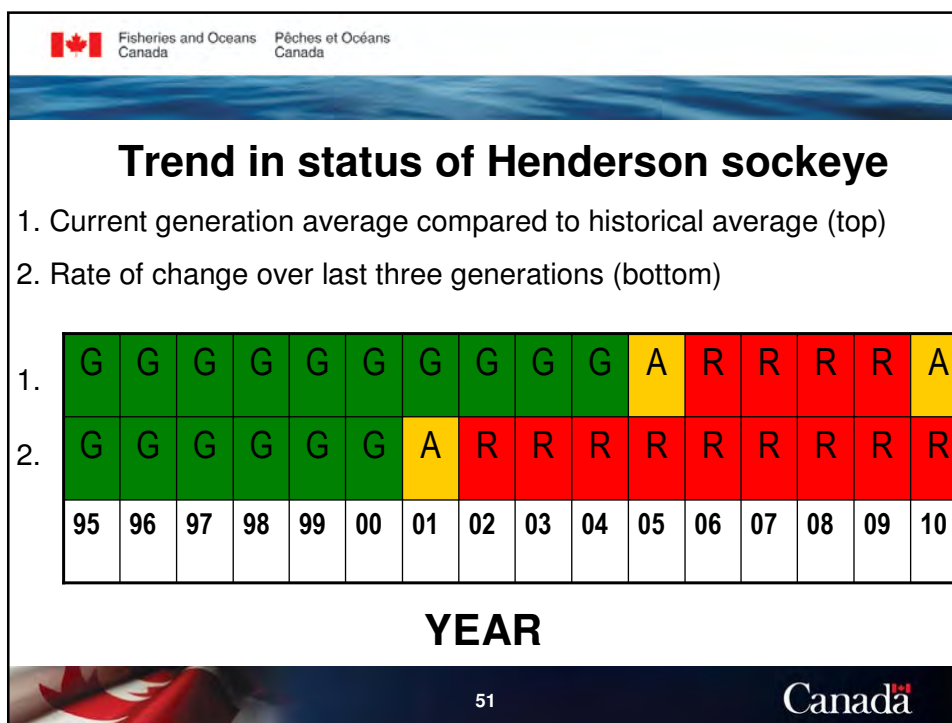 Fisheries and Oceans Pêches et Océans
Canada Canada
Trend in status of Henderson sockeye
1. Current generation average compared to historical average (top)
2. Rate of change over last three generations (bottom)
1. G G G G G G G G G G A R R R R A
2. G G G G G G A R R R R R R R R R
95 96 97 98 99 00 01 02 03 04 05 06 07 08 09 10
YEAR
51
Canada